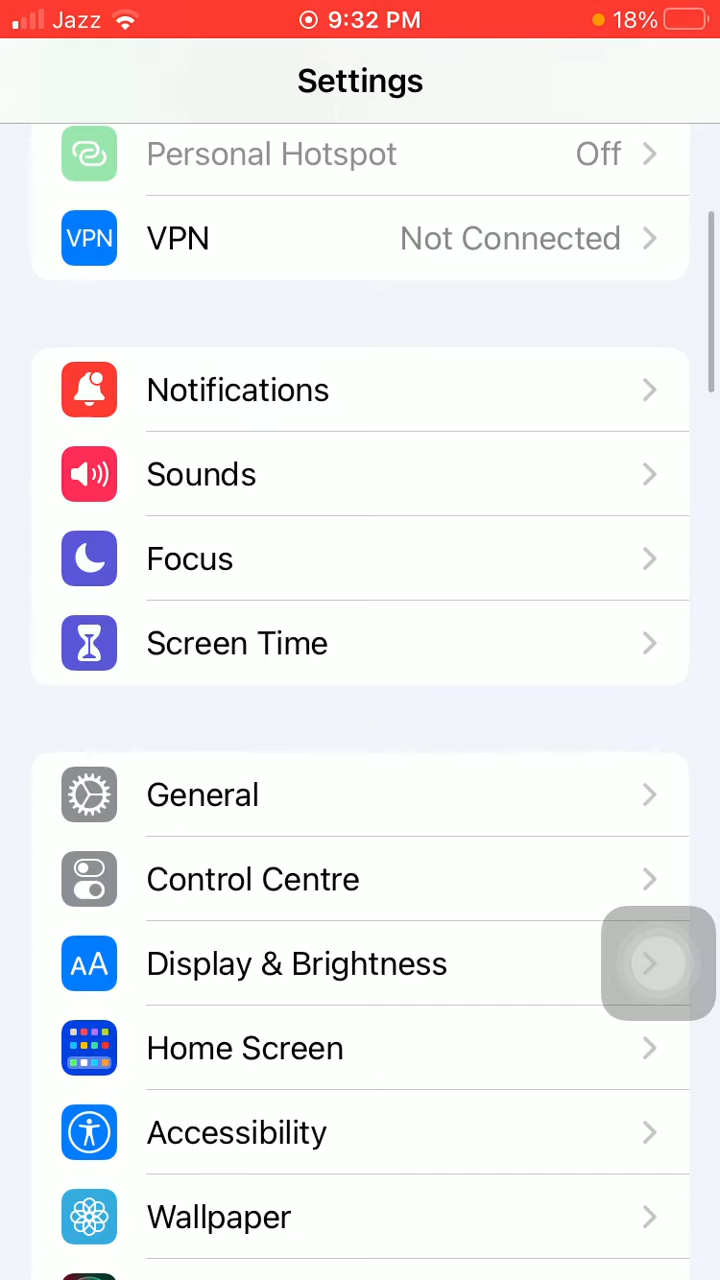 Jazz 9:32 PM 18%
Settings
Personal Hotspot Off
VPN VPN Not Connected
Notifications
Sounds
Focus
Screen Time
General
Control Centre
AA Display & Brightness
Home Screen
Accessibility
Wallpaper